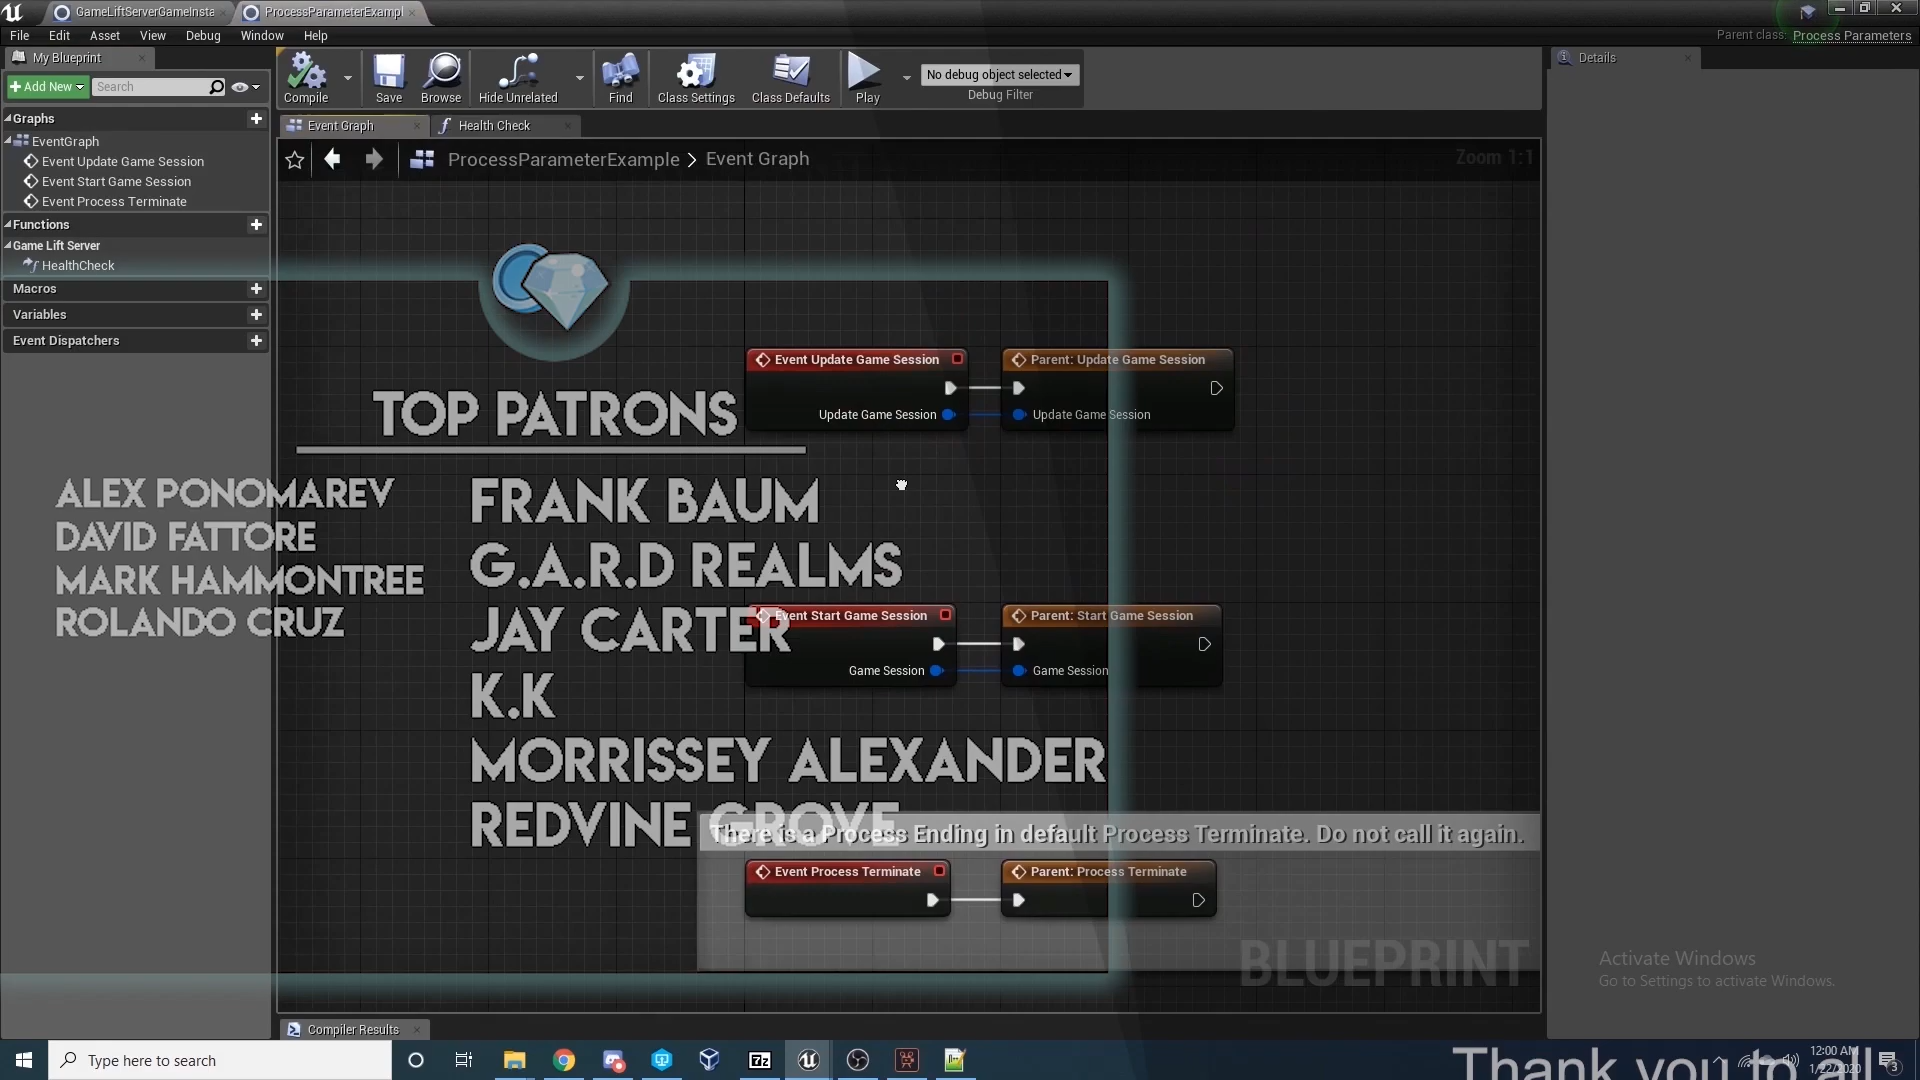 GameLiftServerGameInsta
ProcessParameterExampl
File Edit Asset View Debug Window Help
Parent class: Process Parameters
My Blueprint
Add New
Search
Compile
Save
Browse
Hide Unrelated
Find
Class Settings
Class Defaults
Play
No debug object selected
Debug Filter
Details
Graphs
EventGraph
Event Update Game Session
Event Start Game Session
Event Process Terminate
Functions
Game Lift Server
HealthCheck
Macros
Variables
Event Dispatchers
Event Graph
Health Check
ProcessParameterExample > Event Graph
Zoom 1:1
Event Update Game Session
Update Game Session
Parent: Update Game Session
Update Game Session
TOP PATRONS
ALEX PONOMAREV
DAVID FATTORE
MARK HAMMONTREE
ROLANDO CRUZ
FRANK BAUM
G.A.R.D REALMS
JAY CARTER
K.K
MORRISSEY ALEXANDER
REDVINE GROVE
Event Start Game Session
Game Session
Parent: Start Game Session
Game Session
There is a Process Ending in default Process Terminate. Do not call it again.
Event Process Terminate
Parent: Process Terminate
BLUEPRINT
Activate Windows
Go to Settings to activate Windows.
Compiler Results
Type here to search
7z
Thank you to all
12:00 AM
1/22/2020
3